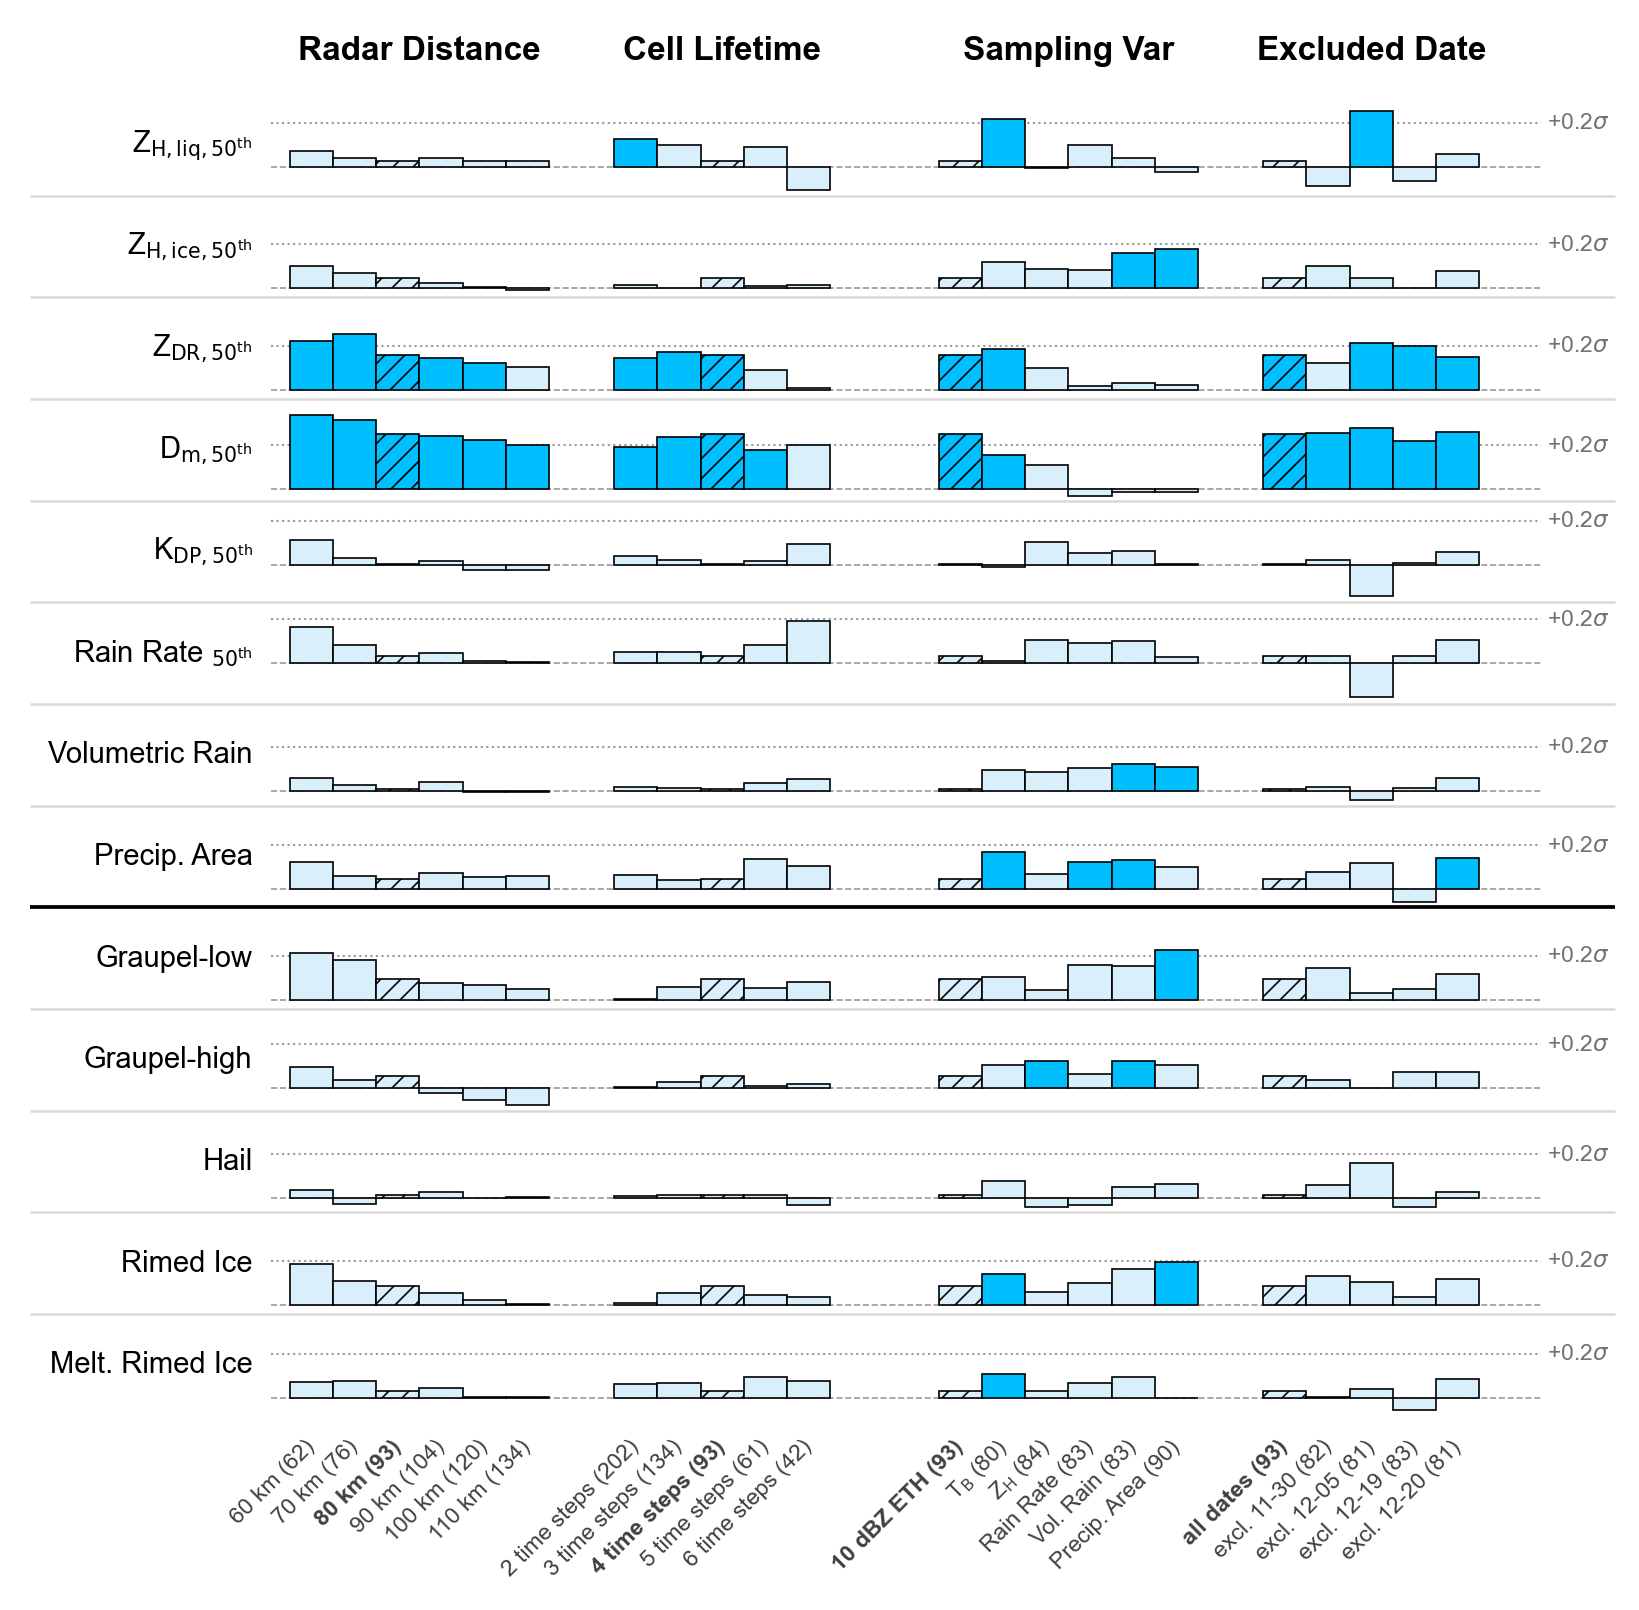 Radar Distance Cell Lifetime Sampling Var Excluded Date
Z_H, liq, 50th +0.2σ
Z_H, ice, 50th +0.2σ
Z_DR, 50th +0.2σ
D_m, 50th +0.2σ
K_DP, 50th +0.2σ
Rain Rate 50th +0.2σ
Volumetric Rain +0.2σ
Precip. Area +0.2σ
Graupel-low +0.2σ
Graupel-high +0.2σ
Hail +0.2σ
Rimed Ice +0.2σ
Melt. Rimed Ice +0.2σ
60 km (62)
70 km (76)
80 km (93)
90 km (104)
100 km (120)
110 km (134)
2 time steps (202)
3 time steps (134)
4 time steps (93)
5 time steps (61)
6 time steps (42)
10 dBZ ETH (93)
T_B (80)
Z_H (84)
Rain Rate (83)
Vol. Rain (83)
Precip. Area (90)
all dates (93)
excl. 11-30 (82)
excl. 12-05 (81)
excl. 12-19 (83)
excl. 12-20 (81)